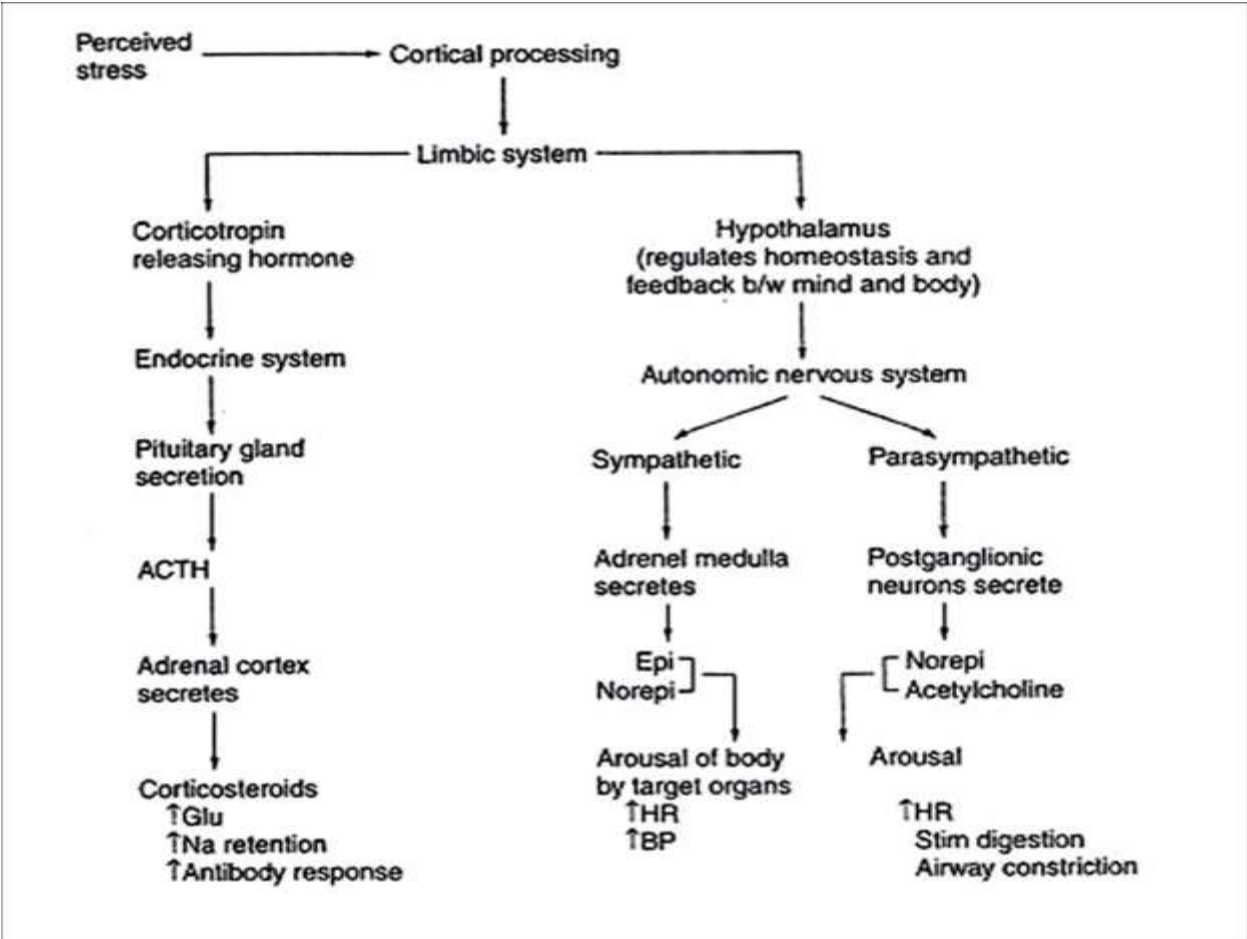 Perceived
stress
Cortical processing
Limbic system
Corticotropin
releasing hormone
Endocrine system
Pituitary gland
secretion
ACTH
Adrenal cortex
secretes
Corticosteroids
↑Glu
↑Na retention
↑Antibody response
Hypothalamus
(regulates homeostasis and
feedback b/w mind and body)
Autonomic nervous system
Sympathetic
Adrenel medulla
secretes
Epi
Norepi
Arousal of body
by target organs
↑HR
↑BP
Parasympathetic
Postganglionic
neurons secrete
Norepi
Acetylcholine
Arousal
↑HR
Stim digestion
Airway constriction